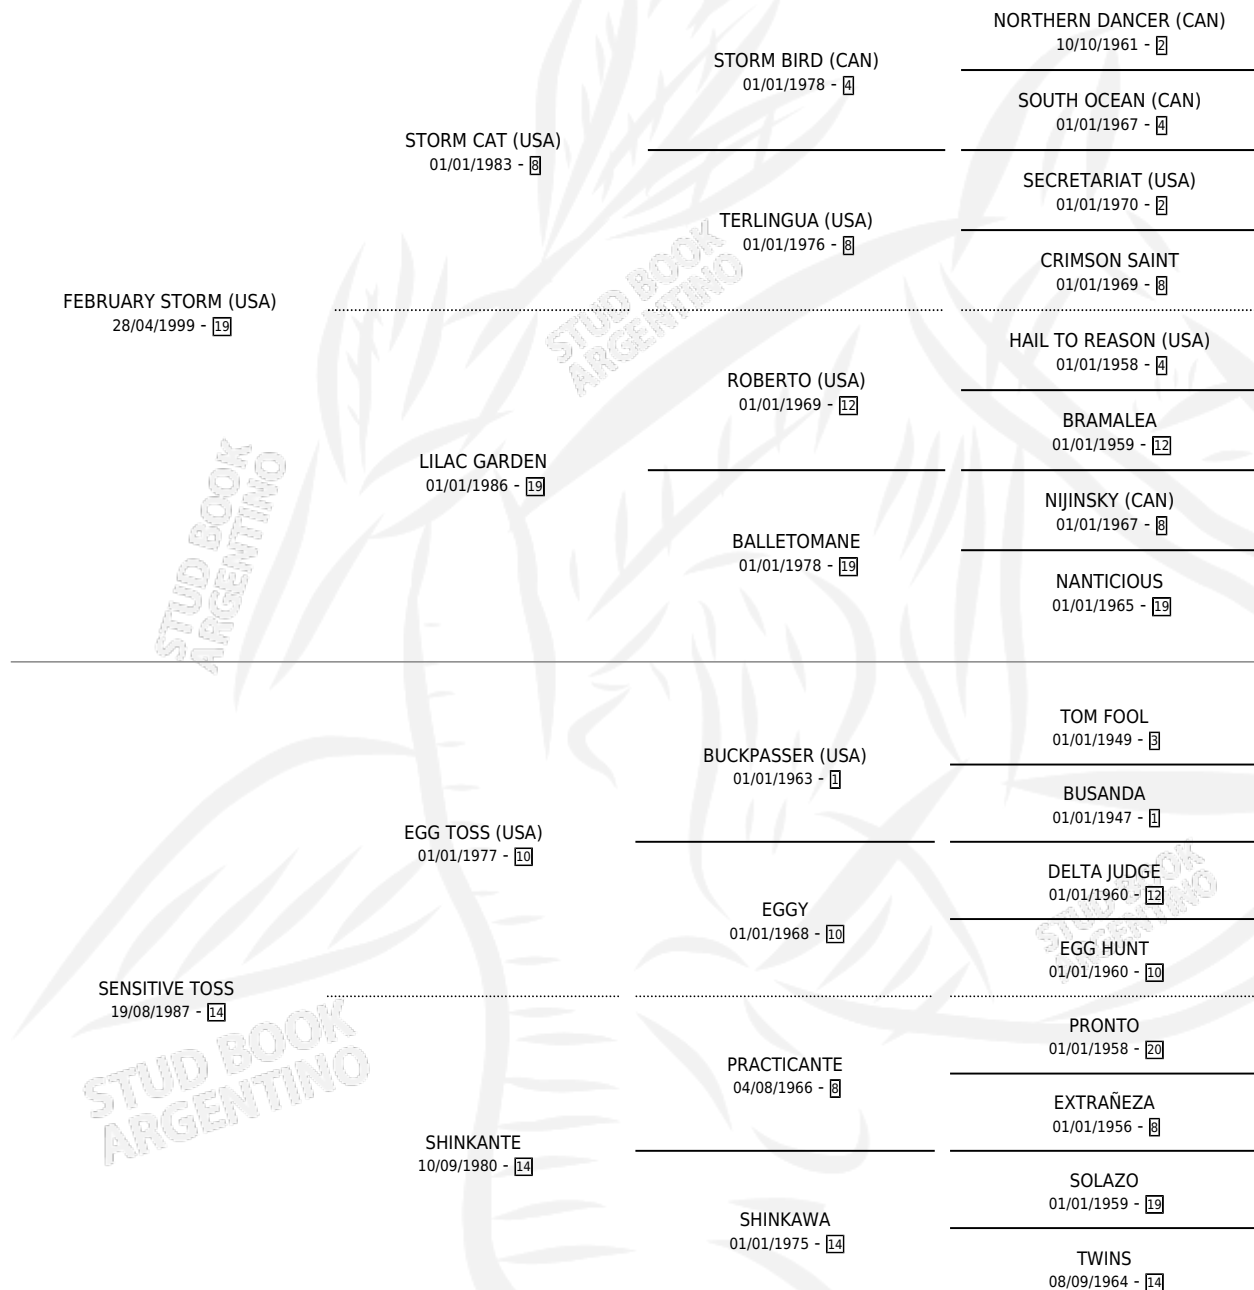 NORTHERN DANCER (CAN)
10/10/1961 - 2
STORM BIRD (CAN)
01/01/1978 - 4
SOUTH OCEAN (CAN)
01/01/1967 - 4
STORM CAT (USA)
01/01/1983 - 8
SECRETARIAT (USA)
01/01/1970 - 2
TERLINGUA (USA)
01/01/1976 - 8
CRIMSON SAINT
01/01/1969 - 8
FEBRUARY STORM (USA)
28/04/1999 - 19
HAIL TO REASON (USA)
01/01/1958 - 4
ROBERTO (USA)
01/01/1969 - 12
BRAMALEA
01/01/1959 - 12
LILAC GARDEN
01/01/1986 - 19
NIJINSKY (CAN)
01/01/1967 - 8
BALLETOMANE
01/01/1978 - 19
NANTICIOUS
01/01/1965 - 19
TOM FOOL
01/01/1949 - 3
BUCKPASSER (USA)
01/01/1963 - 1
BUSANDA
01/01/1947 - 1
EGG TOSS (USA)
01/01/1977 - 10
DELTA JUDGE
01/01/1960 - 12
EGGY
01/01/1968 - 10
EGG HUNT
01/01/1960 - 10
SENSITIVE TOSS
19/08/1987 - 14
PRONTO
01/01/1958 - 20
PRACTICANTE
04/08/1966 - 8
EXTRAÑEZA
01/01/1956 - 8
SHINKANTE
10/09/1980 - 14
SOLAZO
01/01/1959 - 19
SHINKAWA
01/01/1975 - 14
TWINS
08/09/1964 - 14
STUD BOOK
ARGENTINO
STUD BOOK
ARGENTINO
STUD BOOK
ARGENTINO
STUD BOOK
ARGENTINO